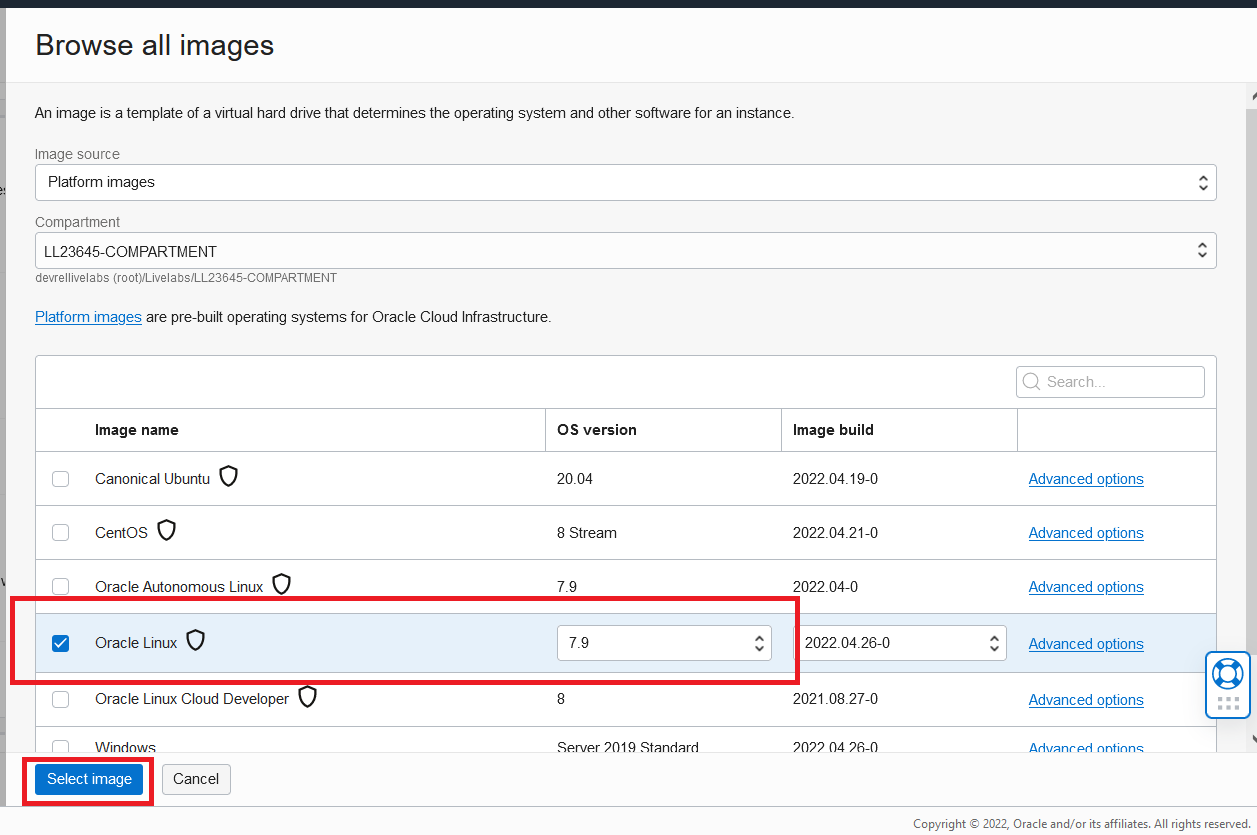 Browse all images
An image is a template of a virtual hard drive that determines the operating system and other software for an instance.
Image source
Platform images
Compartment
LL23645-COMPARTMENT
devrellivelabs (root)/Livelabs/LL23645-COMPARTMENT
Platform images are pre-built operating systems for Oracle Cloud Infrastructure.
Search...
Image name OS version Image build
Canonical Ubuntu 20.04 2022.04.19-0 Advanced options
CentOS 8 Stream 2022.04.21-0 Advanced options
Oracle Autonomous Linux 7.9 2022.04-0 Advanced options
Oracle Linux 7.9 2022.04.26-0 Advanced options
Oracle Linux Cloud Developer 8 2021.08.27-0 Advanced options
Windows Server 2019 Standard 2022.04.26-0 Advanced options
Select image Cancel
Copyright © 2022, Oracle and/or its affiliates. All rights reserved.